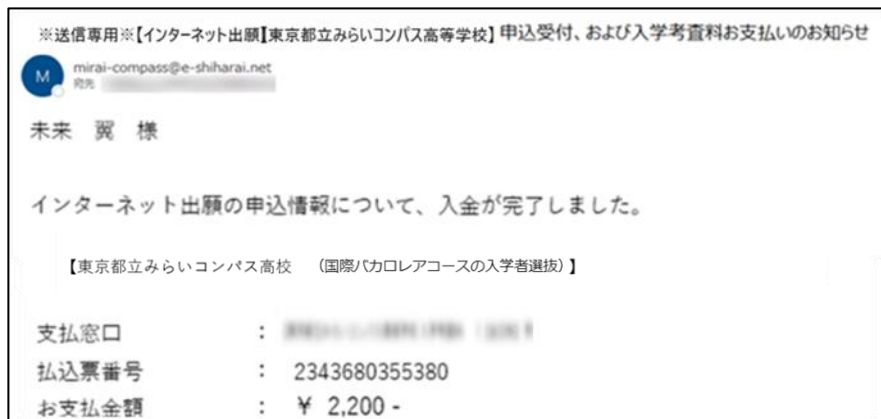 ※送信専用※【インターネット出願【東京都立みらいコンパス高等学校】申込受付、および入学考査料お支払いのお知らせ
M
mirai-compass@e-shiharai.net
宛先
未来　翼　様
インターネット出願の申込情報について、入金が完了しました。
【東京都立みらいコンパス高校　（国際バカロレアコースの入学者選抜）】
支払窓口　：
払込票番号　：　2343680355380
お支払金額　：　￥ 2,200 -